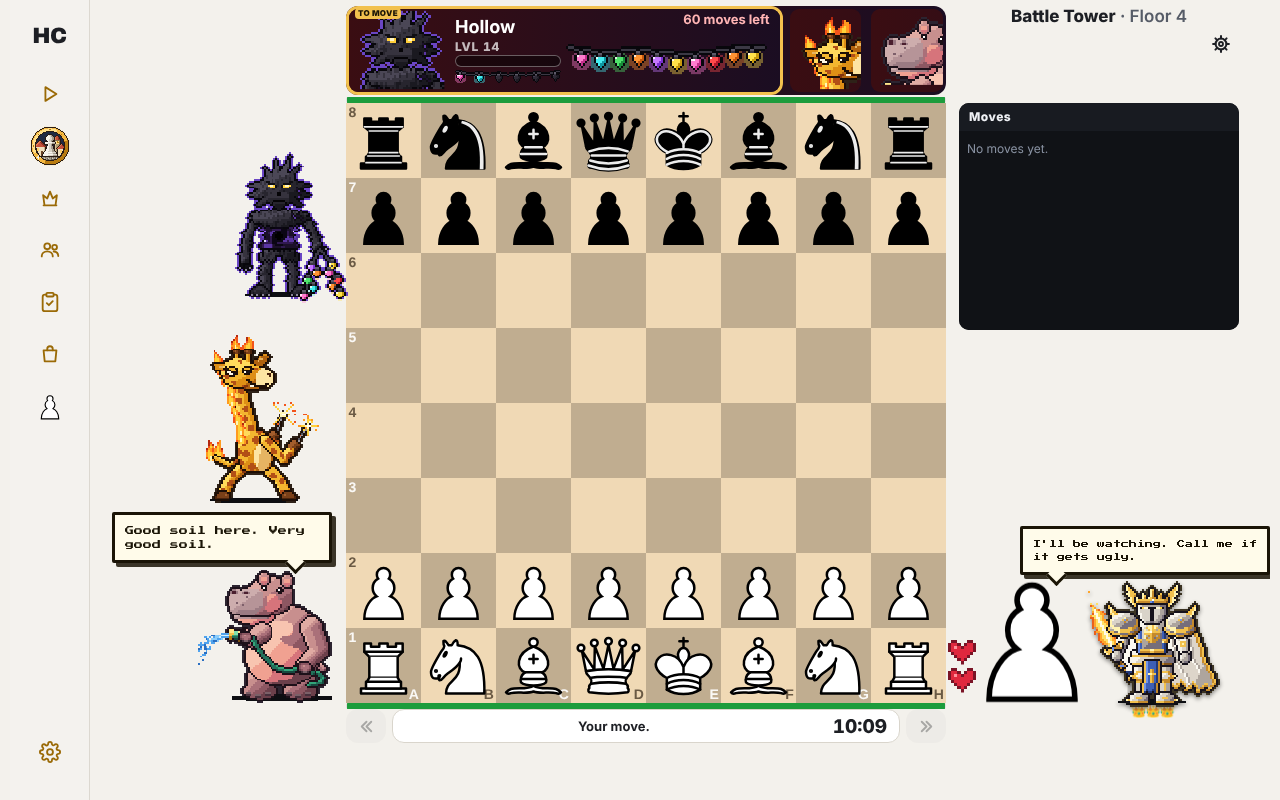 HC
TO MOVE
Hollow
LVL 14
60 moves left
Battle Tower · Floor 4
Moves
No moves yet.
8
7
6
5
4
3
2
1
A B C D E F G H
Good soil here. Very
good soil.
I'll be watching. Call me if
it gets ugly.
Your move.
10:09